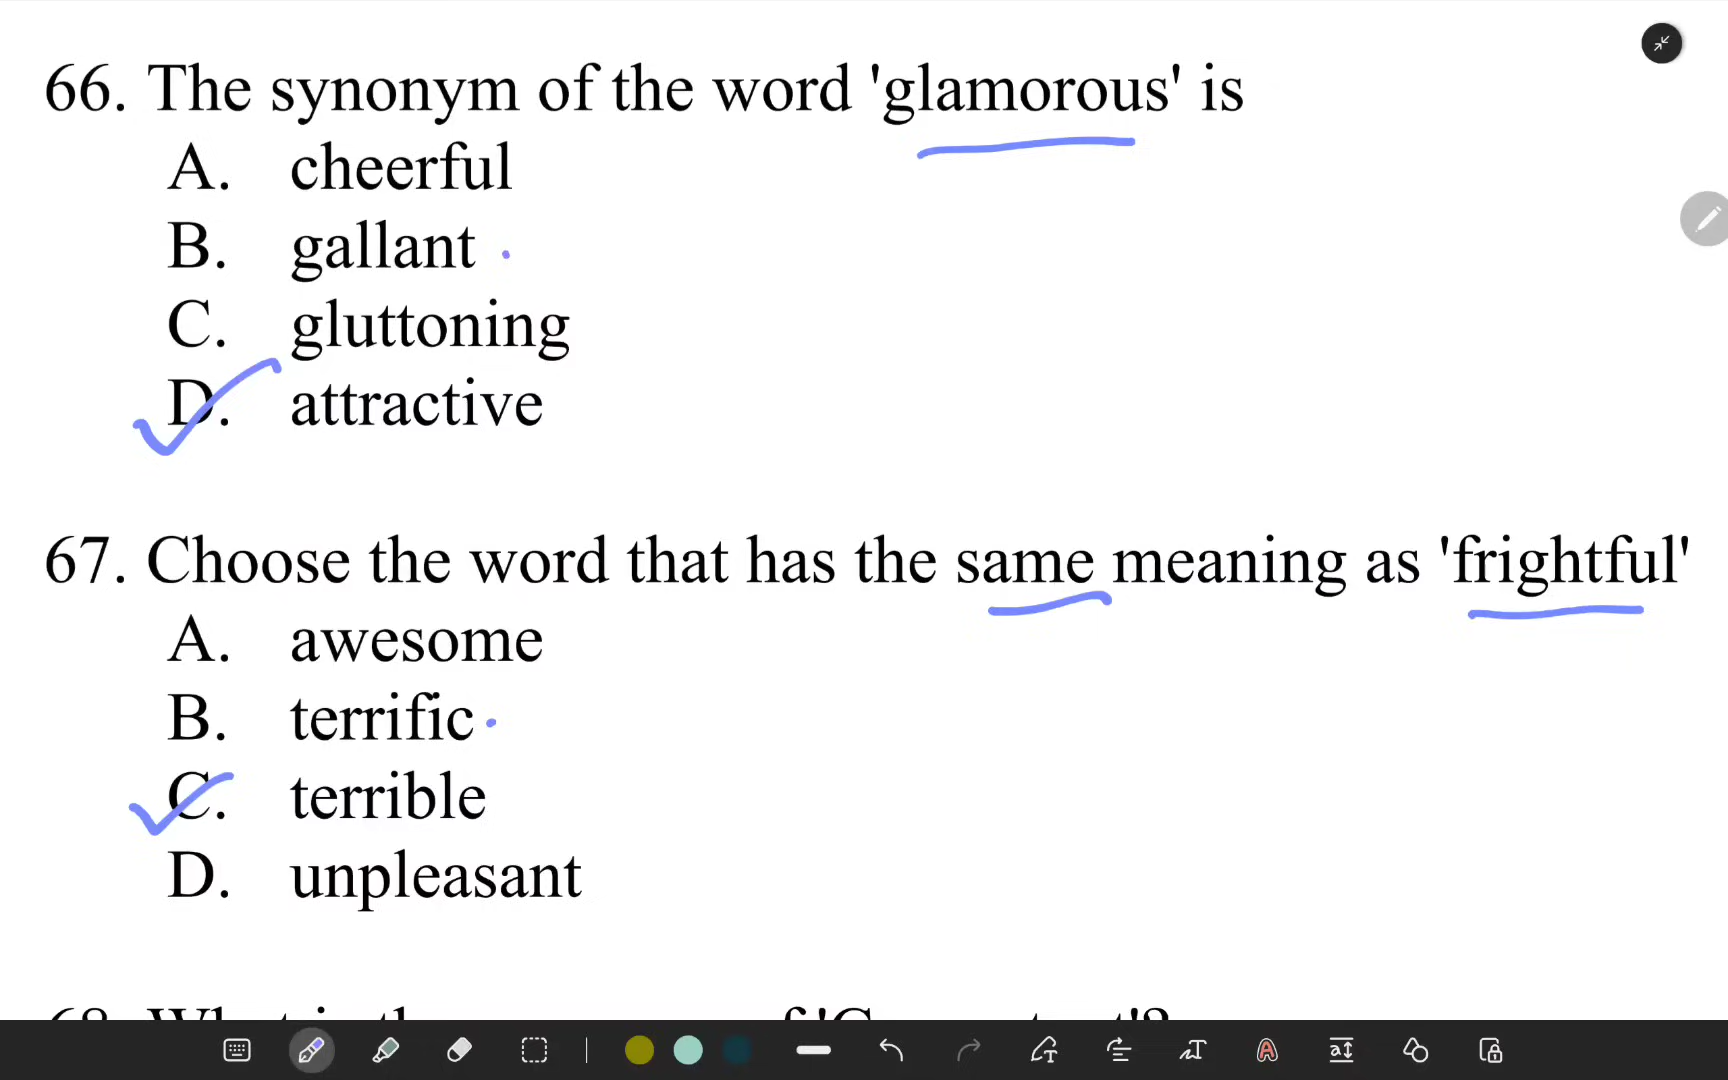 66. The synonym of the word 'glamorous' is
A. cheerful
B. gallant
C. gluttoning
D. attractive
67. Choose the word that has the same meaning as 'frightful'
A. awesome
B. terrific
C. terrible
D. unpleasant